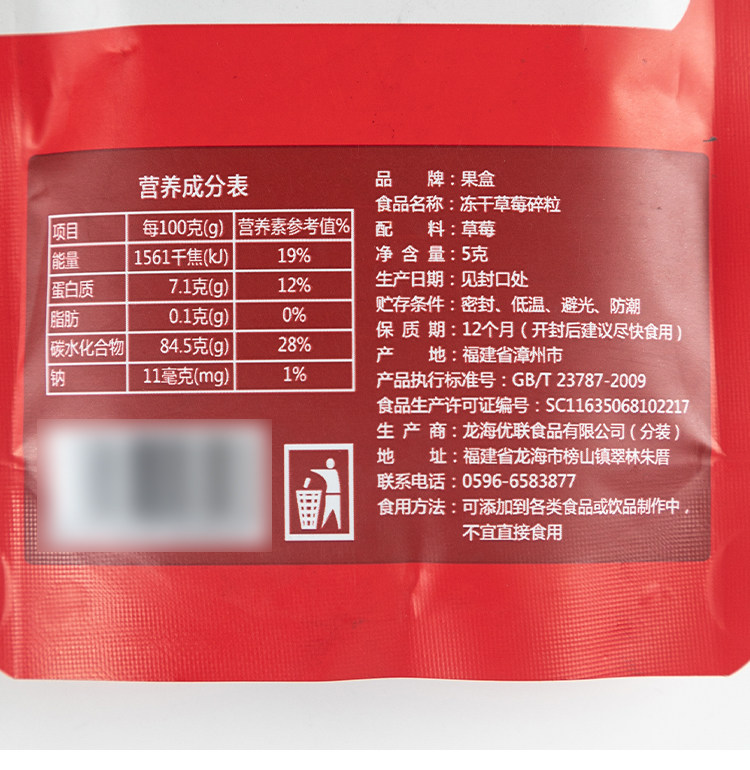 营养成分表
项目 每100克(g) 营养素参考值%
能量 1561千焦(kJ) 19%
蛋白质 7.1克(g) 12%
脂肪 0.1克(g) 0%
碳水化合物 84.5克(g) 28%
钠 11毫克(mg) 1%
品 牌：果盒
食品名称：冻干草莓碎粒
配 料：草莓
净 含 量：5克
生产日期：见封口处
贮存条件：密封、低温、避光、防潮
保 质 期：12个月（开封后建议尽快食用）
产 地：福建省漳州市
产品执行标准号：GB/T 23787-2009
食品生产许可证编号：SC11635068102217
生 产 商：龙海优联食品有限公司（分装）
地 址：福建省龙海市榜山镇翠林朱厝
联系电话：0596-6583877
食用方法：可添加到各类食品或饮品制作中，
不宜直接食用